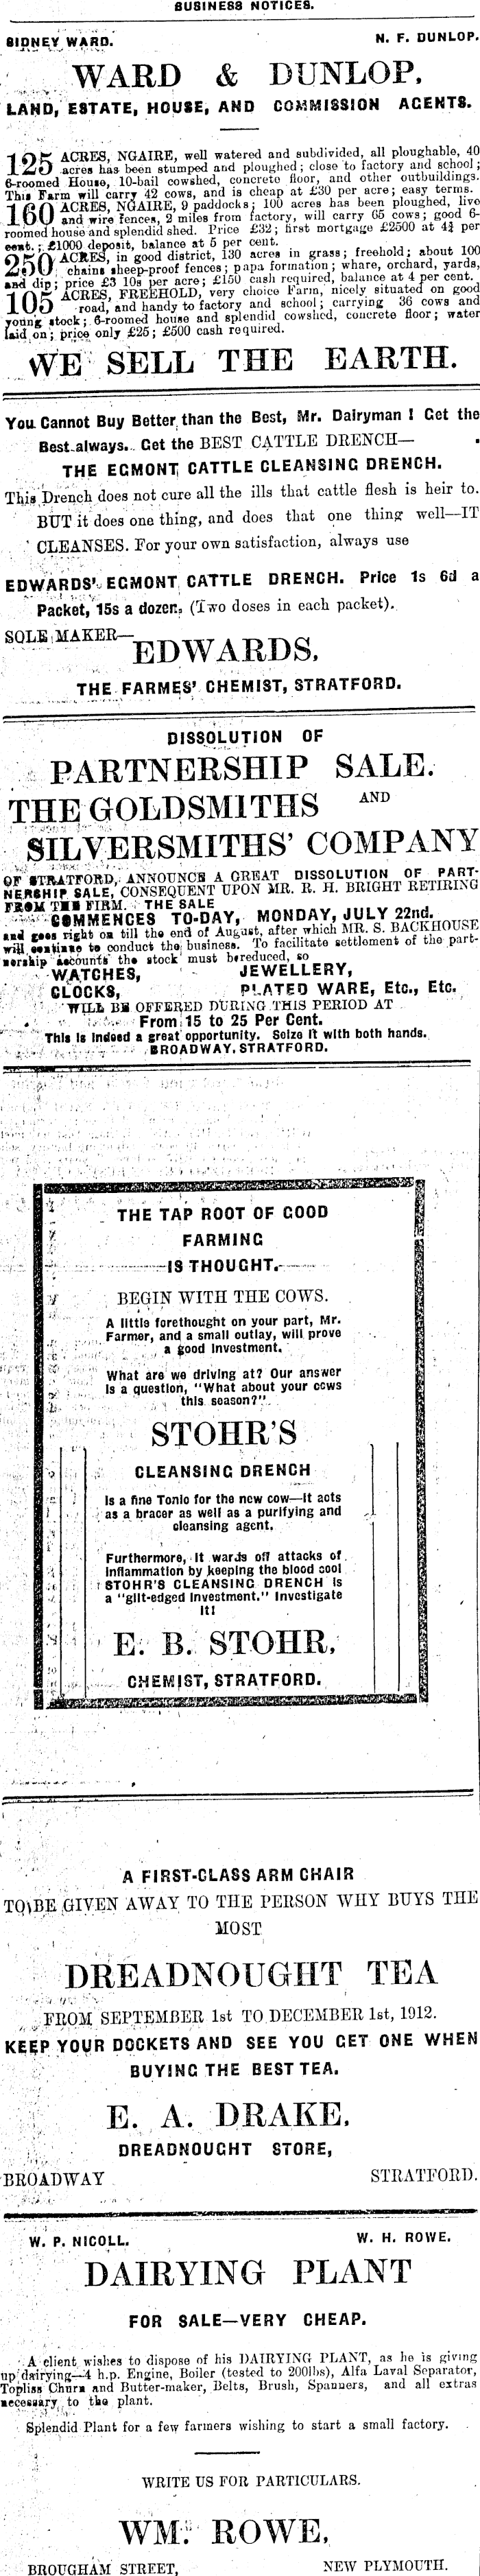 BUSINESS NOTICES.
SIDNEY WARD. N. F. DUNLOP.
WARD & DUNLOP,
LAND, ESTATE, HOUSE, AND COMMISSION AGENTS.
125 ACRES, NGAIRE, well watered and subdivided, all ploughable, 40
acres has been stumped and ploughed; close to factory and school;
6-roomed House, 10-bail cowshed, concrete floor, and other outbuildings.
This Farm will carry 42 cows, and is cheap at £30 per acre; easy terms.
160 ACRES, NGAIRE, 9 paddocks; 100 acres has been ploughed, live
and wire fences, 2 miles from factory, will carry 65 cows; good 6-
roomed house and splendid shed. Price £32; first mortgage £2500 at 4¾ per
cent.; £1000 deposit, balance at 5 per cent.
250 ACRES, in good district, 130 acres in grass; freehold; about 100
chains sheep-proof fences; papa formation; whare, orchard, yards,
and dip; price £3 10s per acre; £150 cash required, balance at 4 per cent.
105 ACRES, FREEHOLD, very choice Farm, nicely situated on good
road, and handy to factory and school; carrying 36 cows and
young stock; 6-roomed house and splendid cowshed, concrete floor; water
laid on; price only £25; £500 cash required.
WE SELL THE EARTH.
You Cannot Buy Better than the Best, Mr. Dairyman! Get the
Best always. Get the BEST CATTLE DRENCH—
THE EGMONT CATTLE CLEANSING DRENCH.
This Drench does not cure all the ills that cattle flesh is heir to.
BUT it does one thing, and does that one thing well—IT
CLEANSES. For your own satisfaction, always use
EDWARDS' EGMONT CATTLE DRENCH. Price 1s 6d a
Packet, 15s a dozen, (Two doses in each packet).
SOLE MAKER—
EDWARDS,
THE FARMES' CHEMIST, STRATFORD.
DISSOLUTION OF
PARTNERSHIP SALE.
THE GOLDSMITHS AND
SILVERSMITHS' COMPANY
OF STRATFORD, ANNOUNCE A GREAT DISSOLUTION OF PART-
NERSHIP SALE, CONSEQUENT UPON MR. R. H. BRIGHT RETIRING
FROM THE FIRM. THE SALE
COMMENCES TO-DAY, MONDAY, JULY 22nd.
and goes right on till the end of August, after which MR. S. BACKHOUSE
will continue to conduct the business. To facilitate settlement of the part-
nership accounts the stock must bereduced, so
WATCHES, JEWELLERY,
CLOCKS, PLATED WARE, Etc., Etc.
WILL BE OFFERED DURING THIS PERIOD AT
From 15 to 25 Per Cent.
This is indeed a great opportunity. Seize it with both hands.
BROADWAY, STRATFORD.
THE TAP ROOT OF GOOD
FARMING
—IS THOUGHT.—
BEGIN WITH THE COWS.
A little forethought on your part, Mr.
Farmer, and a small outlay, will prove
a good investment.
What are we driving at? Our answer
is a question, "What about your cows
this season?"
STOHR'S
CLEANSING DRENCH
Is a fine Tonic for the new cow—it acts
as a bracer as well as a purifying and
cleansing agent.
Furthermore, it wards off attacks of
inflammation by keeping the blood cool
STOHR'S CLEANSING DRENCH is
a "gilt-edged investment." Investigate
it!
E. B. STOHR,
CHEMIST, STRATFORD.
A FIRST-CLASS ARM CHAIR
TO BE GIVEN AWAY TO THE PERSON WHY BUYS THE
MOST
DREADNOUGHT TEA
FROM SEPTEMBER 1st TO DECEMBER 1st, 1912.
KEEP YOUR DOCKETS AND SEE YOU GET ONE WHEN
BUYING THE BEST TEA.
E. A. DRAKE,
DREADNOUGHT STORE,
BROADWAY STRATFORD.
W. P. NICOLL. W. H. ROWE.
DAIRYING PLANT
FOR SALE—VERY CHEAP.
A client wishes to dispose of his DAIRYING PLANT, as he is giving
up dairying—4 h.p. Engine, Boiler (tested to 200lbs), Alfa Laval Separator,
Topliss Churn and Butter-maker, Belts, Brush, Spanners, and all extras
necessary to the plant.
Splendid Plant for a few farmers wishing to start a small factory.
WRITE US FOR PARTICULARS.
WM. ROWE,
BROUGHAM STREET, NEW PLYMOUTH.